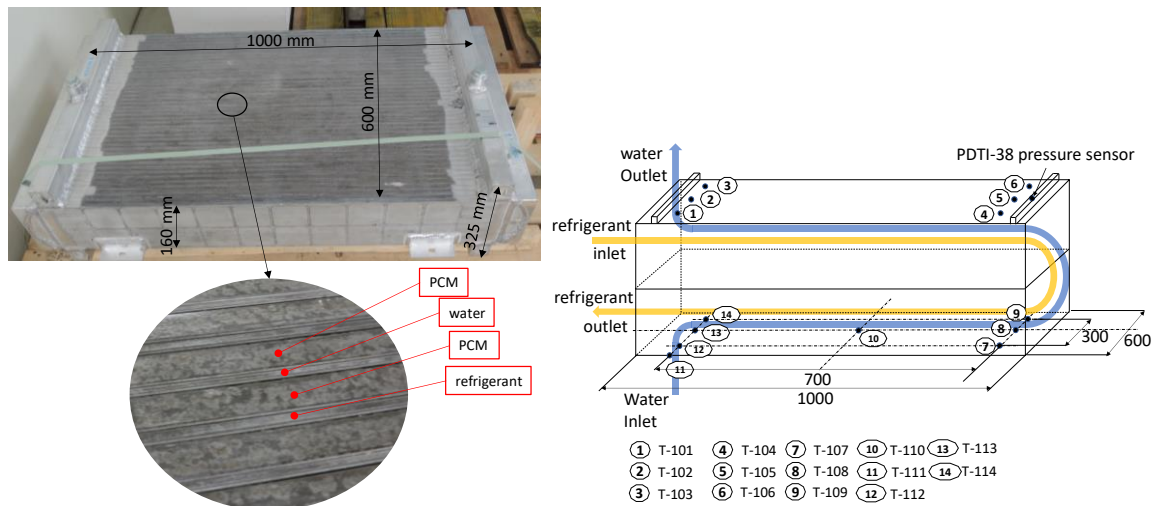 1000 mm
600 mm
160 mm
325 mm
PCM
water
PCM
refrigerant
water
Outlet
PDTI-38 pressure sensor
3
2
1
6
5
4
refrigerant
inlet
refrigerant
outlet
14
13
12
11
10
9
8
7
300
600
700
1000
Water
Inlet
1 T-101 4 T-104 7 T-107 10 T-110 13 T-113
2 T-102 5 T-105 8 T-108 11 T-111 14 T-114
3 T-103 6 T-106 9 T-109 12 T-112